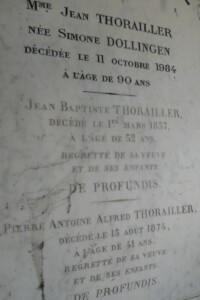 Mme Jean THORAILLER
née Simone DOLLINGEN
décédée le 11 octobre 1984
à l'âge de 90 ans
Jean Baptiste THORAILLER,
décédé le 1er mars 1857,
à l'âge de 52 ans.
regretté de sa veuve
et de ses enfants
DE PROFUNDIS
Pierre Antoine Alfred THORAILLER,
décédé le 15 août 1874,
à l'âge de 41 ans.
regretté de sa veuve
et de ses enfants
DE PROFUNDIS